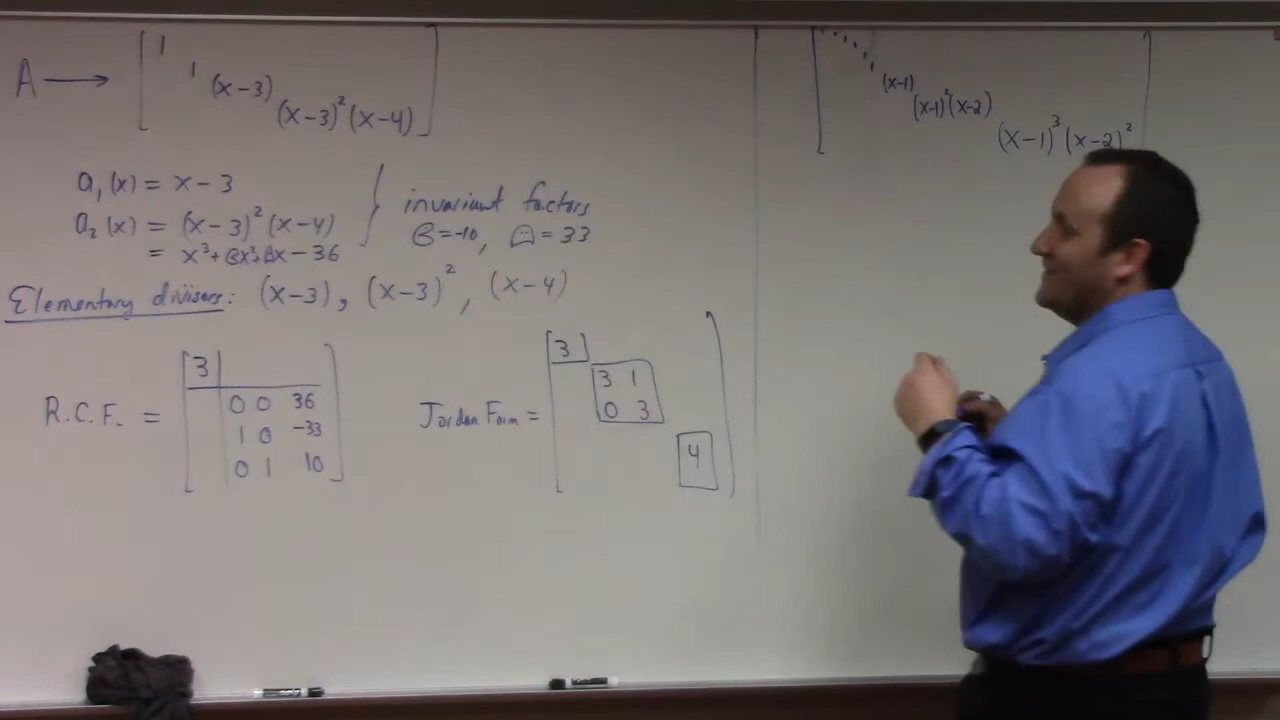 A → [ 1
1
(x-3)
(x-3)²(x-4) ]
a₁(x) = x-3
a₂(x) = (x-3)²(x-4)
= x³+ x²+ x-36
} invariant factors
=-10, =33
Elementary divisors: (x-3), (x-3)², (x-4)
R.C.F. = [ 3
0 0 36
1 0 -33
0 1 10 ]
Jordan Form = [ 3
3 1
0 3
4 ]
(x-1)
(x-1)²(x-2)
(x-1)³(x-2)²